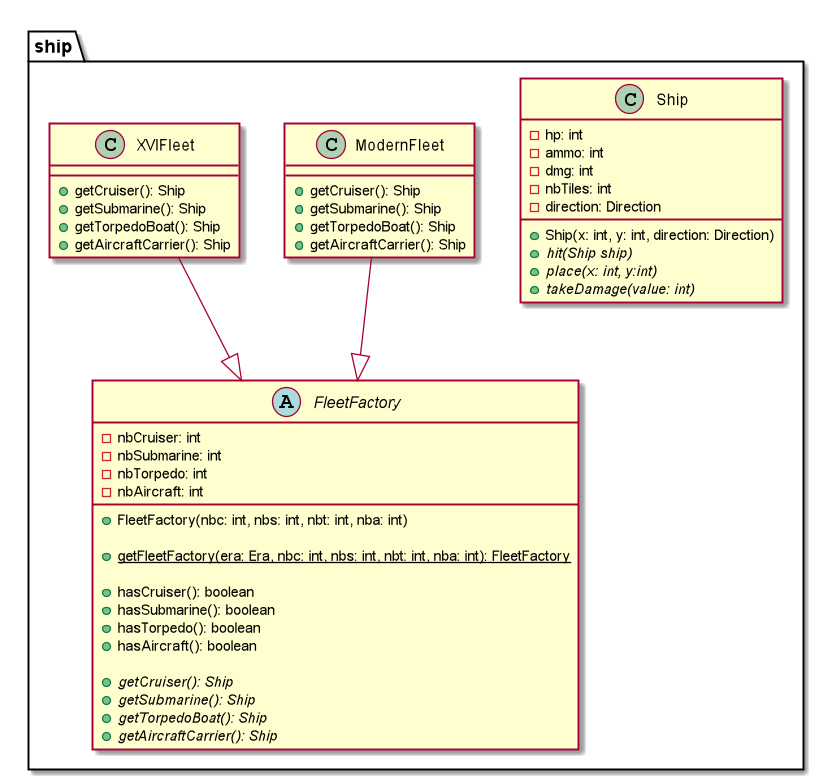 ship
C XVIFleet
getCruiser(): Ship
getSubmarine(): Ship
getTorpedoBoat(): Ship
getAircraftCarrier(): Ship
C ModernFleet
getCruiser(): Ship
getSubmarine(): Ship
getTorpedoBoat(): Ship
getAircraftCarrier(): Ship
C Ship
hp: int
ammo: int
dmg: int
nbTiles: int
direction: Direction
Ship(x: int, y: int, direction: Direction)
hit(Ship ship)
place(x: int, y:int)
takeDamage(value: int)
A FleetFactory
nbCruiser: int
nbSubmarine: int
nbTorpedo: int
nbAircraft: int
FleetFactory(nbc: int, nbs: int, nbt: int, nba: int)
getFleetFactory(era: Era, nbc: int, nbs: int, nbt: int, nba: int): FleetFactory
hasCruiser(): boolean
hasSubmarine(): boolean
hasTorpedo(): boolean
hasAircraft(): boolean
getCruiser(): Ship
getSubmarine(): Ship
getTorpedoBoat(): Ship
getAircraftCarrier(): Ship